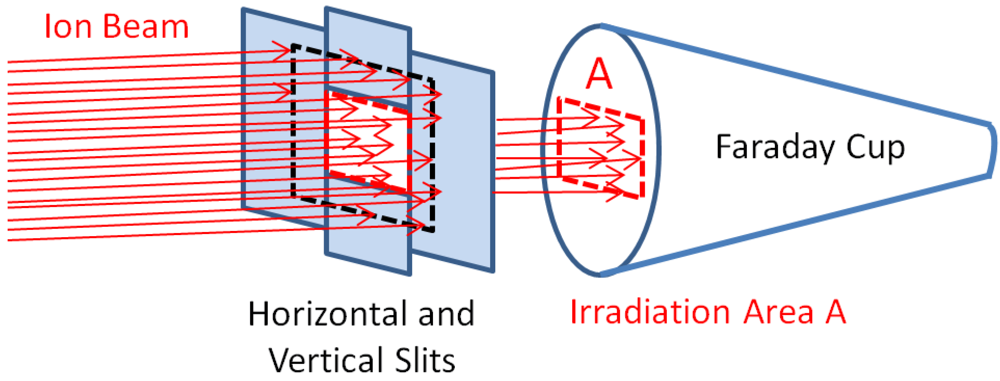 Ion Beam
A
Faraday Cup
Horizontal and
Vertical Slits
Irradiation Area A